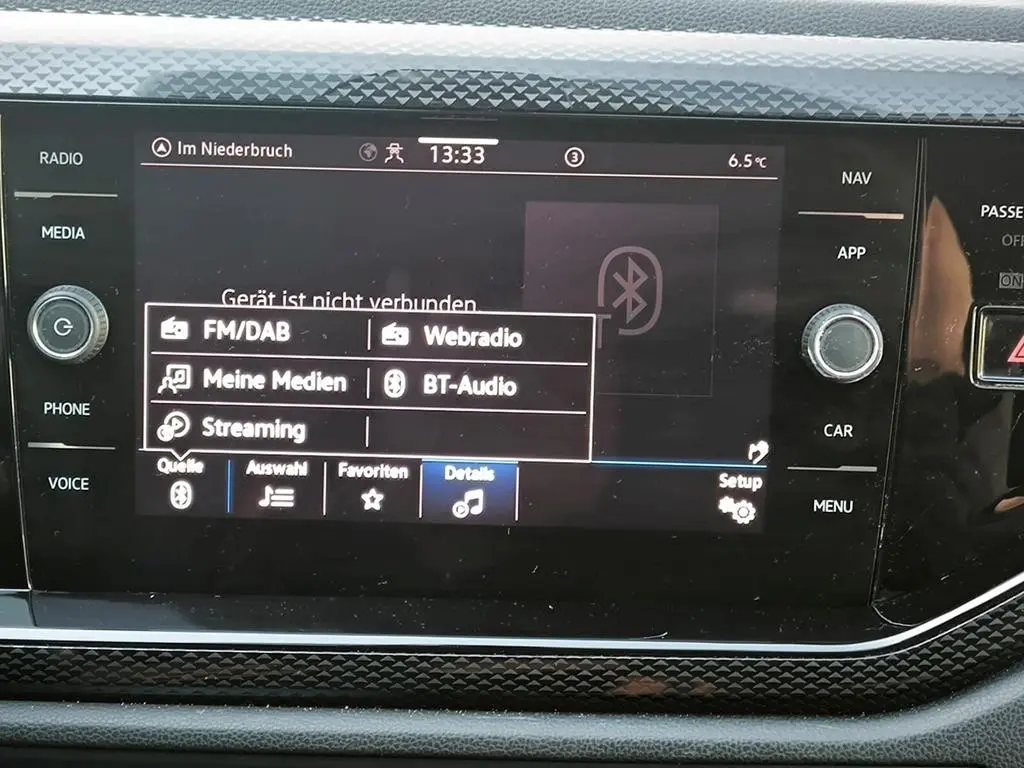 RADIO
MEDIA
PHONE
VOICE
Im Niederbruch 13:33 3 6.5°C
Gerät ist nicht verbunden.
FM/DAB Webradio
Meine Medien BT-Audio
Streaming
Quelle Auswahl Favoriten Details Setup
NAV
APP
CAR
MENU
ON